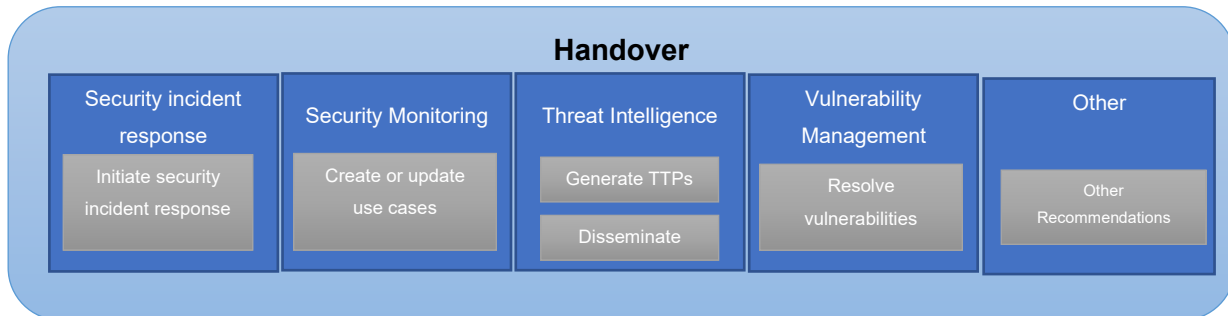 Handover
Security incident
response
Initiate security
incident response
Security Monitoring
Create or update
use cases
Threat Intelligence
Generate TTPs
Disseminate
Vulnerability
Management
Resolve
vulnerabilities
Other
Other
Recommendations